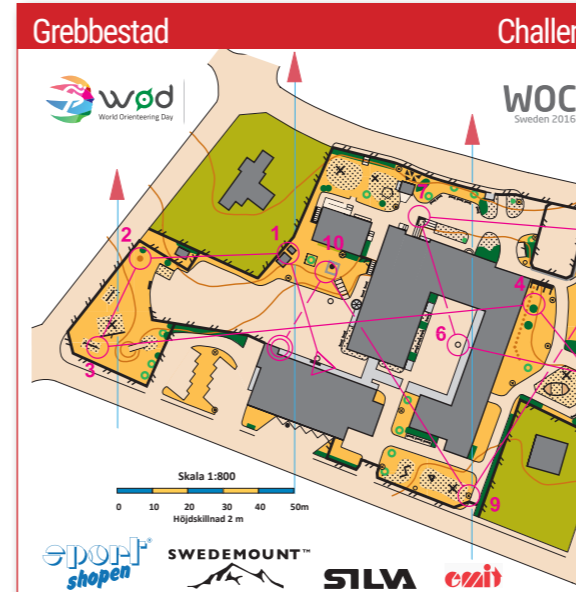 Grebbestad
Challen
wød
World Orienteering Day
WOC
Sweden 2016
7
2
1
10
4
6
3
9
Skala 1:800
0 10 20 30 40 50m
Höjdskillnad 2 m
sport
shopen
SWEDEMOUNT™
SILVA
emit